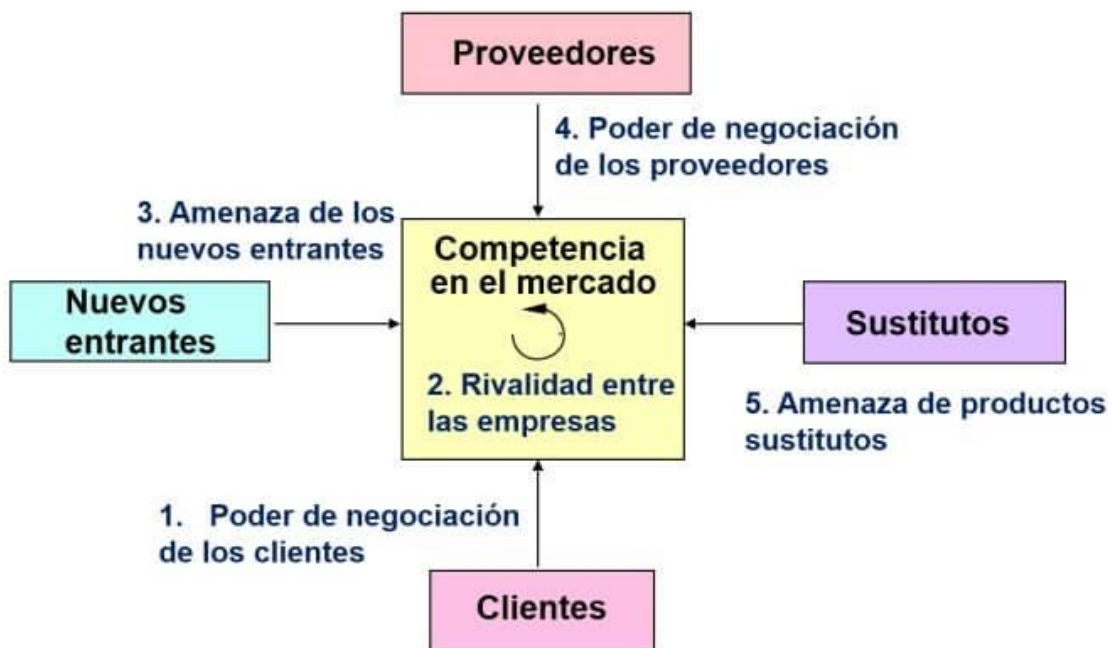 Proveedores
4. Poder de negociación
de los proveedores
3. Amenaza de los
nuevos entrantes
Competencia
en el mercado
Nuevos
entrantes
Sustitutos
2. Rivalidad entre
las empresas
5. Amenaza de productos
sustitutos
1. Poder de negociación
de los clientes
Clientes